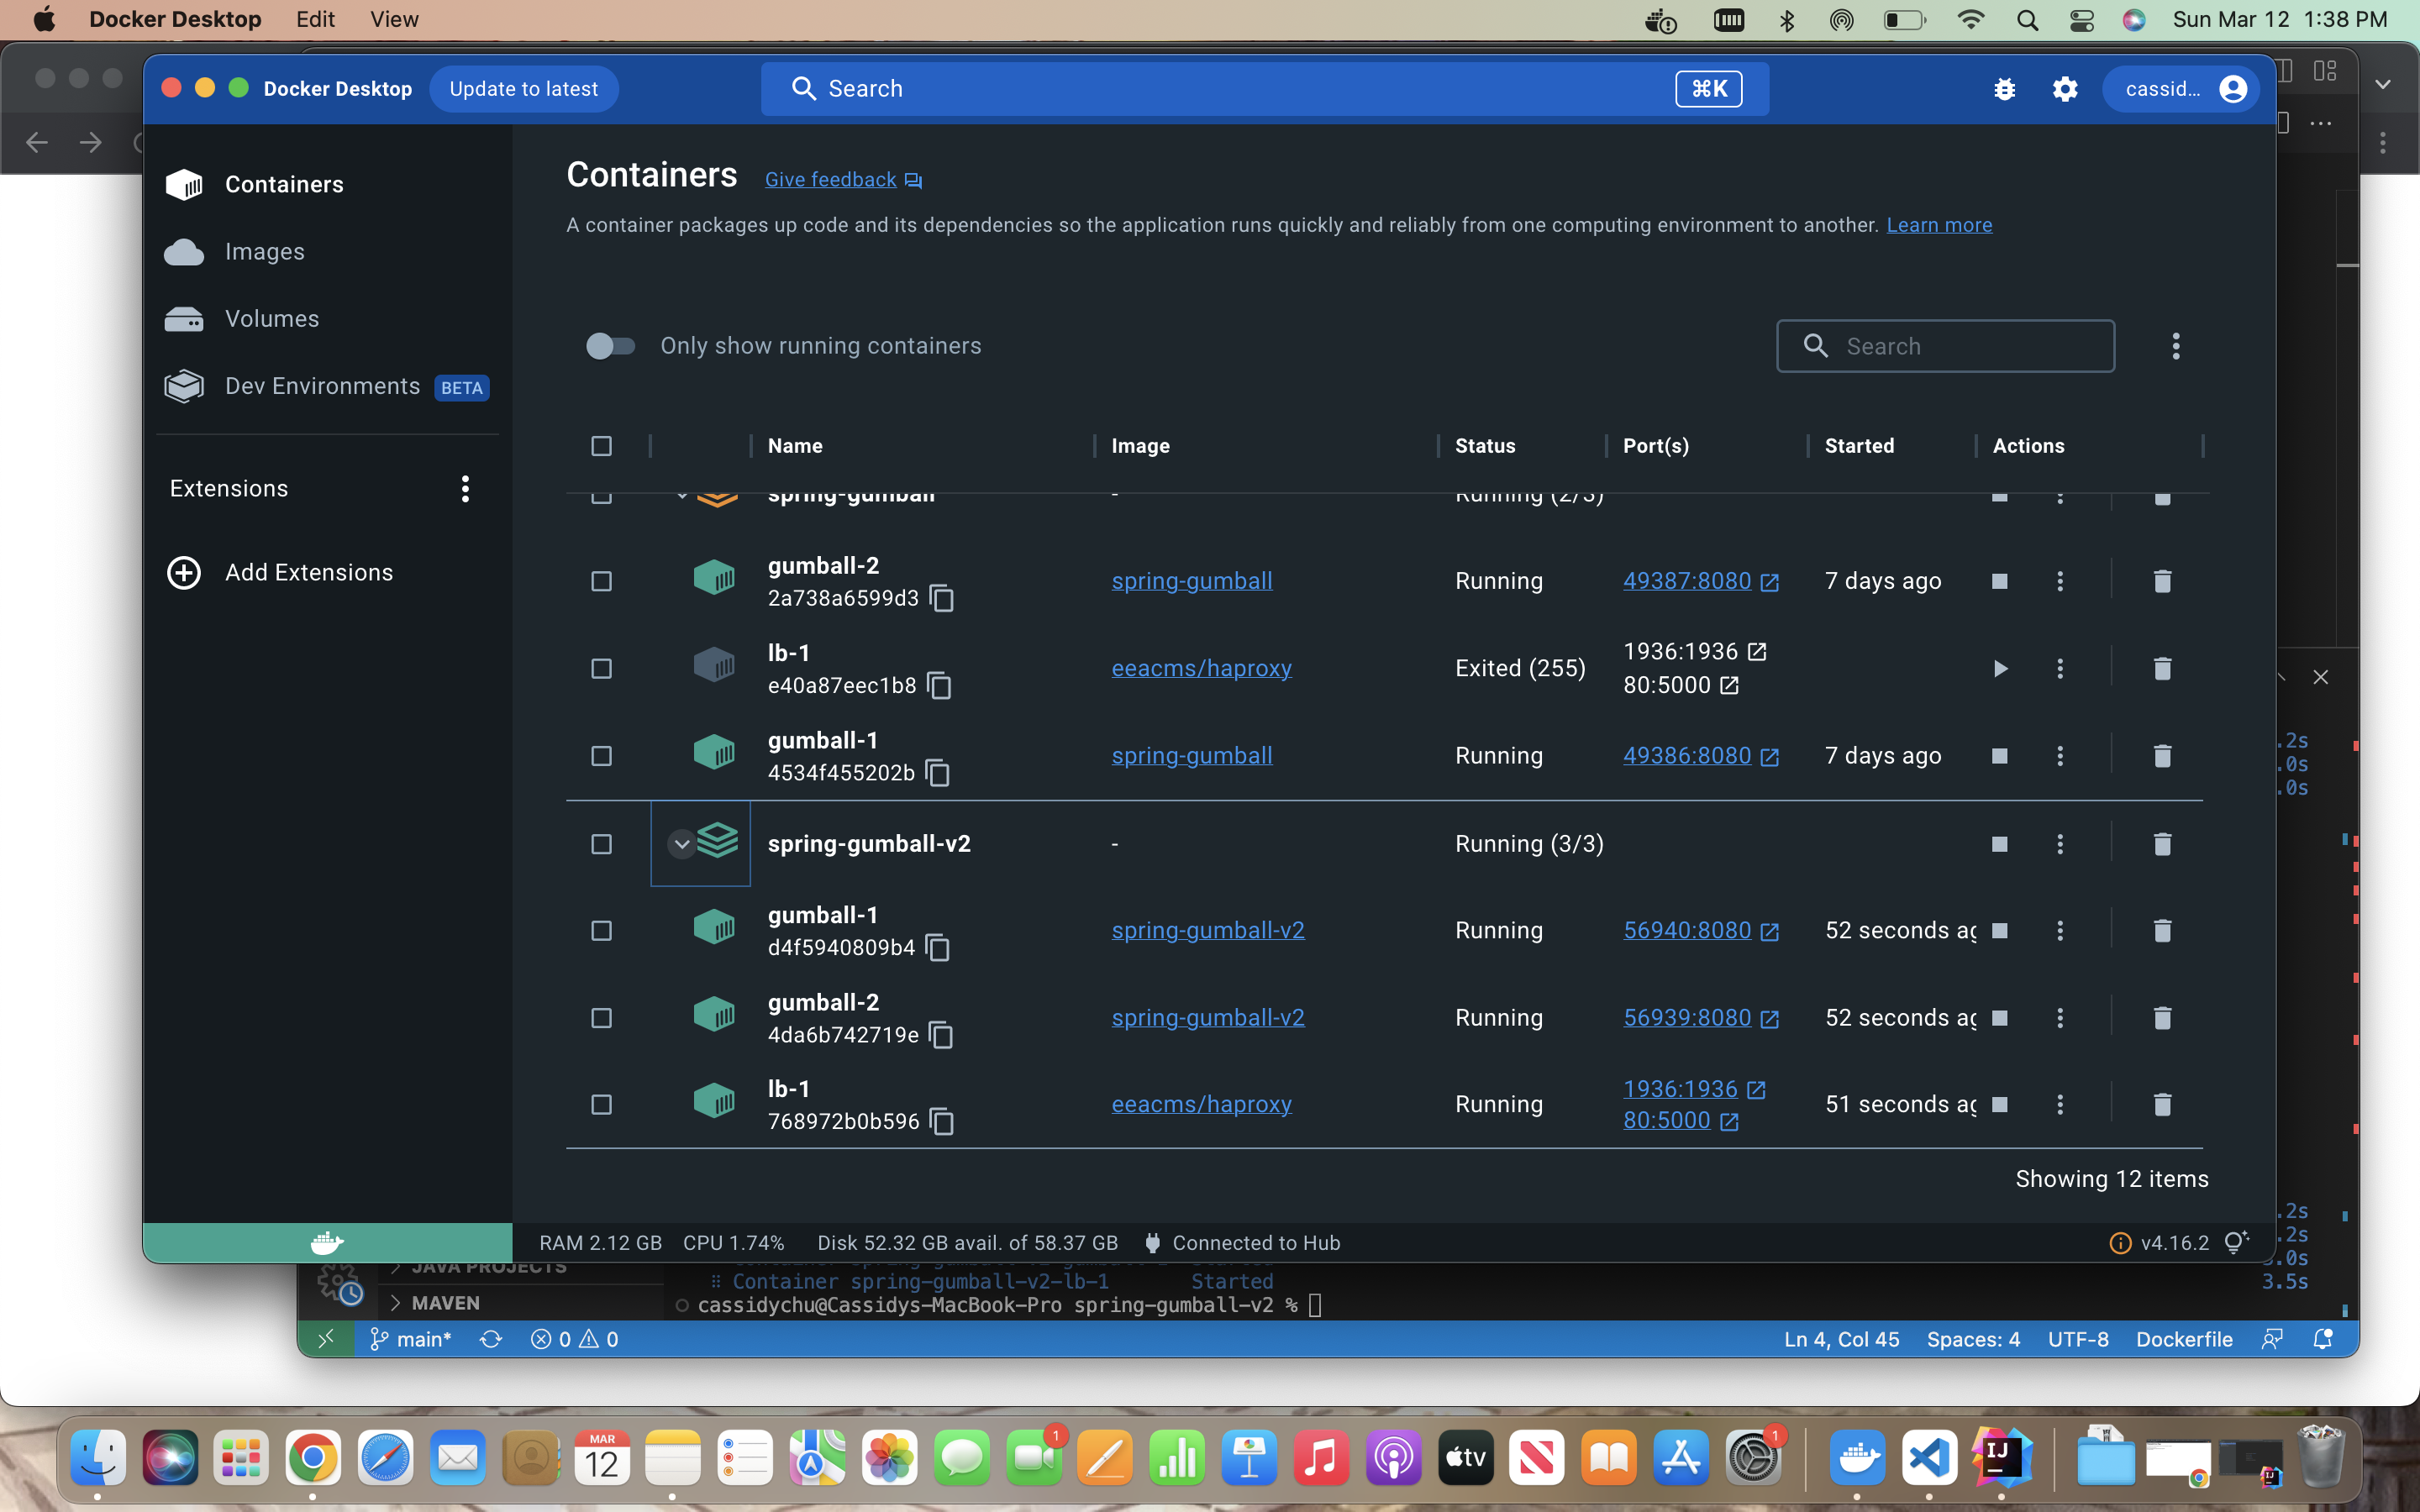 Docker Desktop Edit View
Sun Mar 12 1:38 PM
Docker Desktop Update to latest Search ⌘K cassid...
Containers
Images
Volumes
Dev Environments BETA
Extensions
Add Extensions
Containers Give feedback
A container packages up code and its dependencies so the application runs quickly and reliably from one computing environment to another. Learn more
Only show running containers Search
Name Image Status Port(s) Started Actions
spring-gumball - Running (2/3)
gumball-2
2a738a6599d3 spring-gumball Running 49387:8080 7 days ago
lb-1
e40a87eec1b8 eeacms/haproxy Exited (255) 1936:1936
80:5000
gumball-1
4534f455202b spring-gumball Running 49386:8080 7 days ago
spring-gumball-v2 - Running (3/3)
gumball-1
d4f5940809b4 spring-gumball-v2 Running 56940:8080 52 seconds ag
gumball-2
4da6b742719e spring-gumball-v2 Running 56939:8080 52 seconds ag
lb-1
768972b0b596 eeacms/haproxy Running 1936:1936
80:5000 51 seconds ag
Showing 12 items
RAM 2.12 GB CPU 1.74% Disk 52.32 GB avail. of 58.37 GB Connected to Hub v4.16.2
.2s
.0s
.0s
.2s
.2s
3.0s
JAVA PROJECTS
Container spring-gumball-v2-lb-1 Started 3.5s
MAVEN
cassidychu@Cassidys-MacBook-Pro spring-gumball-v2 %
main* 0 0 Ln 4, Col 45 Spaces: 4 UTF-8 Dockerfile
MAR
12
1
tv
1
IJ